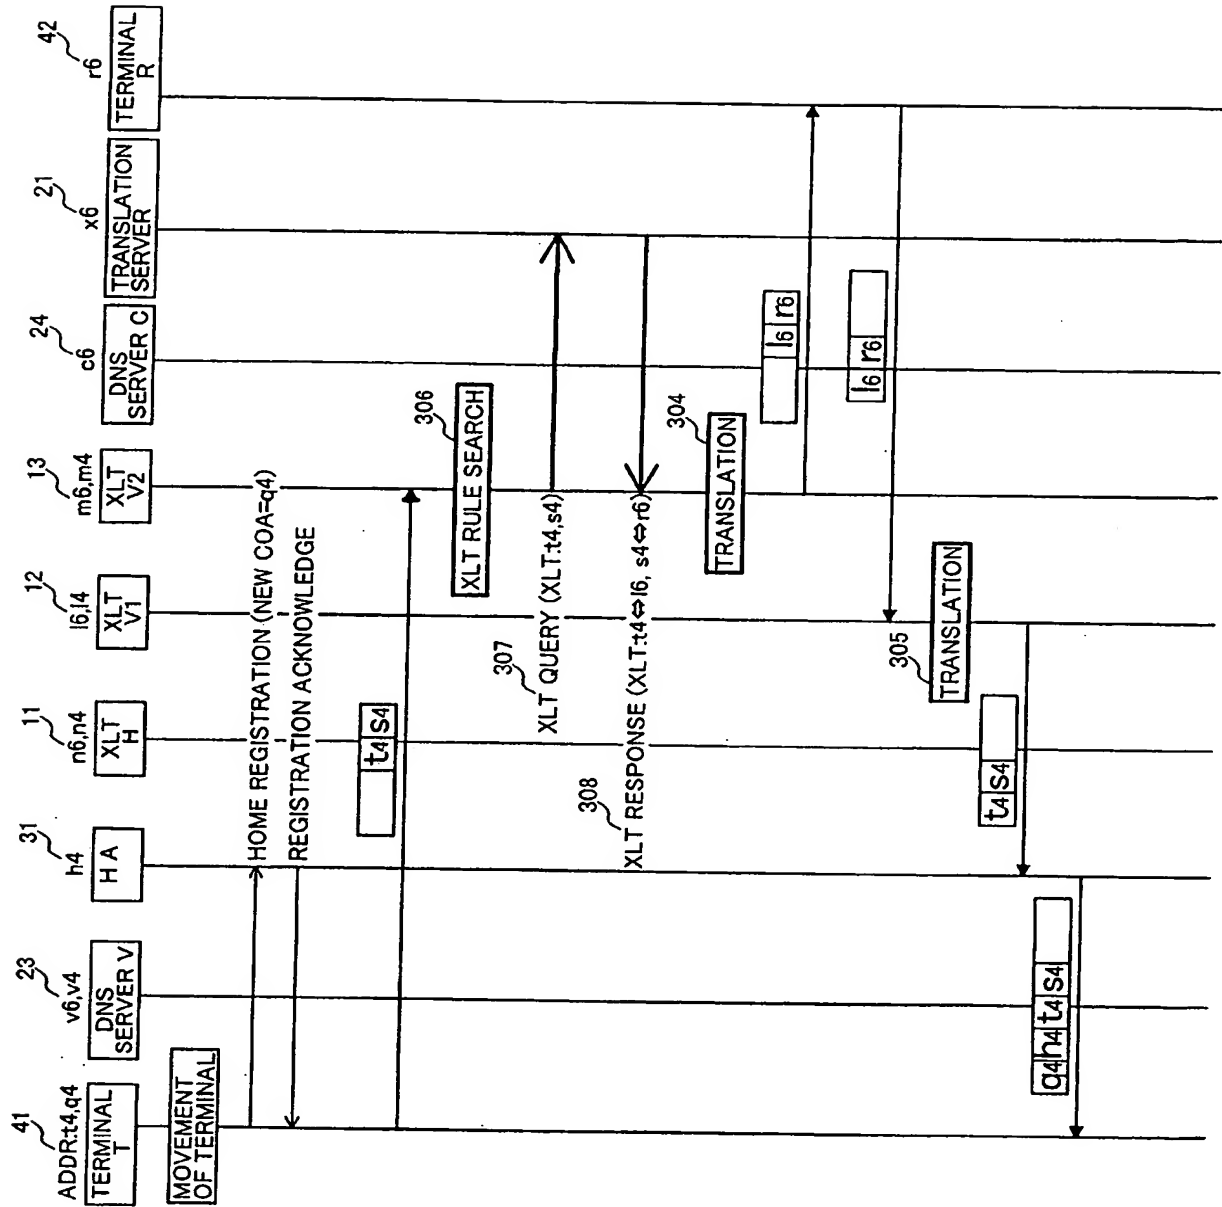 41
ADDR:t4,q4
TERMINAL
T
23
v6,v4
DNS
SERVER V
31
h4
H A
11
n6,n4
XLT
H
12
l6,l4
XLT
V1
13
m6,m4
XLT
V2
24
c6
DNS
SERVER C
21
x6
TRANSLATION
SERVER
42
r6
TERMINAL
R
MOVEMENT
OF TERMINAL
HOME REGISTRATION (NEW COA=q4)
REGISTRATION ACKNOWLEDGE
t4 s4
306
XLT RULE SEARCH
307
XLT QUERY (XLT:t4,s4)
308
XLT RESPONSE (XLT:t4⇔l6, s4⇔r6)
304
TRANSLATION
l6 r6
l6 r6
305
TRANSLATION
t4 s4
q4 h4 t4 s4